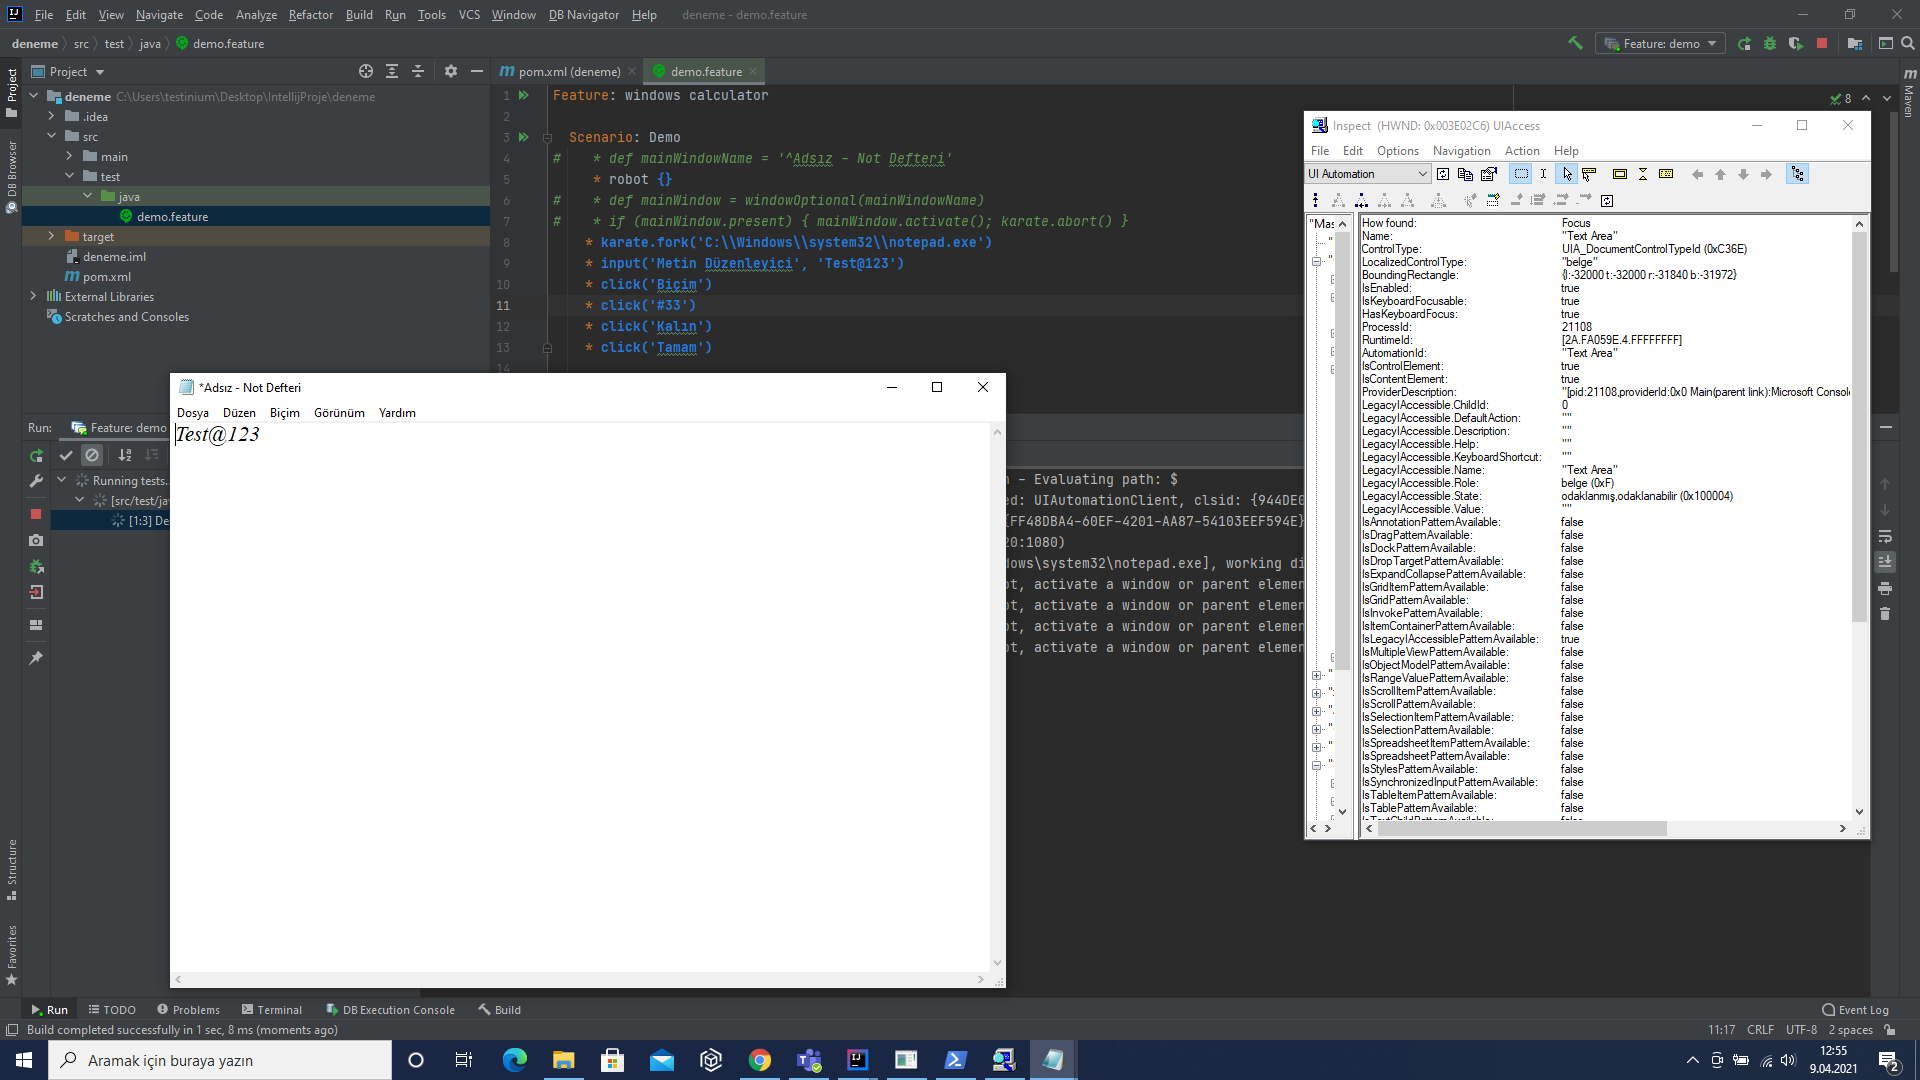 File Edit View Navigate Code Analyze Refactor Build Run Tools VCS Window DB Navigator Help deneme - demo.feature
deneme src test java demo.feature
Feature: demo
Project
pom.xml (deneme)
demo.feature
Project
DB Browser
Structure
Favorites
Maven
deneme C:\Users\testinium\Desktop\IntellijProje\deneme
.idea
src
main
test
java
demo.feature
target
deneme.iml
pom.xml
External Libraries
Scratches and Consoles
8
1 Feature: windows calculator
2
3 Scenario: Demo
4 # * def mainWindowName = '^Adsız - Not Defteri'
5 * robot {}
6 # * def mainWindow = windowOptional(mainWindowName)
7 # * if (mainWindow.present) { mainWindow.activate(); karate.abort() }
8 * karate.fork('C:\\Windows\\system32\\notepad.exe')
9 * input('Metin Düzenleyici', 'Test@123')
10 * click('Biçim')
11 * click('#33')
12 * click('Kalın')
13 * click('Tamam')
14
Run: Feature: demo
Running tests..
[src/test/ja
[1:3] De
*Adsız - Not Defteri
Dosya Düzen Biçim Görünüm Yardım
Test@123
- Evaluating path: $
ed: UIAutomationClient, clsid: {944DE0
[FF48DBA4-60EF-4201-AA87-54103EEF594E}
20:1080)
dows\system32\notepad.exe], working di
ot, activate a window or parent elemen
ot, activate a window or parent elemen
ot, activate a window or parent elemen
ot, activate a window or parent elemen
Inspect (HWND: 0x003E02C6) UIAccess
File Edit Options Navigation Action Help
UI Automation
"Mas
How found: Focus
Name: "Text Area"
ControlType: UIA_DocumentControlTypeId (0xC36E)
LocalizedControlType: "belge"
BoundingRectangle: {l:-32000 t:-32000 r:-31840 b:-31972}
IsEnabled: true
IsKeyboardFocusable: true
HasKeyboardFocus: true
ProcessId: 21108
RuntimeId: [2A.FA059E.4.FFFFFFFF]
AutomationId: "Text Area"
IsControlElement: true
IsContentElement: true
ProviderDescription: "[pid:21108,providerId:0x0 Main(parent link):Microsoft Consol
LegacyIAccessible.ChildId: 0
LegacyIAccessible.DefaultAction: ""
LegacyIAccessible.Description: ""
LegacyIAccessible.Help: ""
LegacyIAccessible.KeyboardShortcut: ""
LegacyIAccessible.Name: "Text Area"
LegacyIAccessible.Role: belge (0xF)
LegacyIAccessible.State: odaklanmış,odaklanabilir (0x100004)
LegacyIAccessible.Value: ""
IsAnnotationPatternAvailable: false
IsDragPatternAvailable: false
IsDockPatternAvailable: false
IsDropTargetPatternAvailable: false
IsExpandCollapsePatternAvailable: false
IsGridItemPatternAvailable: false
IsGridPatternAvailable: false
IsInvokePatternAvailable: false
IsItemContainerPatternAvailable: false
IsLegacyIAccessiblePatternAvailable: true
IsMultipleViewPatternAvailable: false
IsObjectModelPatternAvailable: false
IsRangeValuePatternAvailable: false
IsScrollItemPatternAvailable: false
IsScrollPatternAvailable: false
IsSelectionItemPatternAvailable: false
IsSelectionPatternAvailable: false
IsSpreadsheetItemPatternAvailable: false
IsSpreadsheetPatternAvailable: false
IsStylesPatternAvailable: false
IsSynchronizedInputPatternAvailable: false
IsTableItemPatternAvailable: false
IsTablePatternAvailable: false
Run TODO Problems Terminal DB Execution Console Build Event Log
Build completed successfully in 1 sec, 8 ms (moments ago) 11:17 CRLF UTF-8 2 spaces
Aramak için buraya yazın
12:55
9.04.2021
2